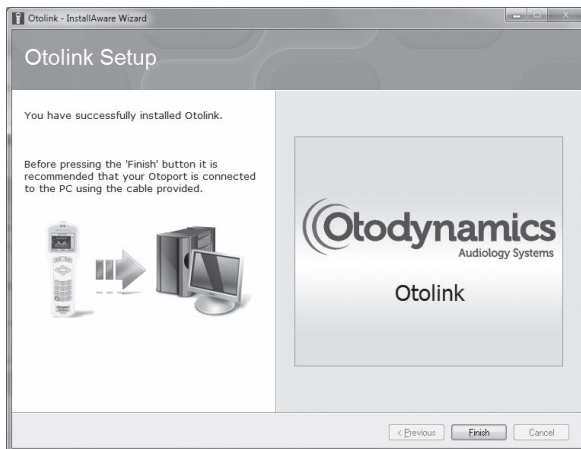 Otolink - InstallAware Wizard
Otolink Setup
You have successfully installed Otolink.
Before pressing the 'Finish' button it is
recommended that your Otoport is connected
to the PC using the cable provided.
Otodynamics
Audiology Systems
Otolink
< Previous
Finish
Cancel